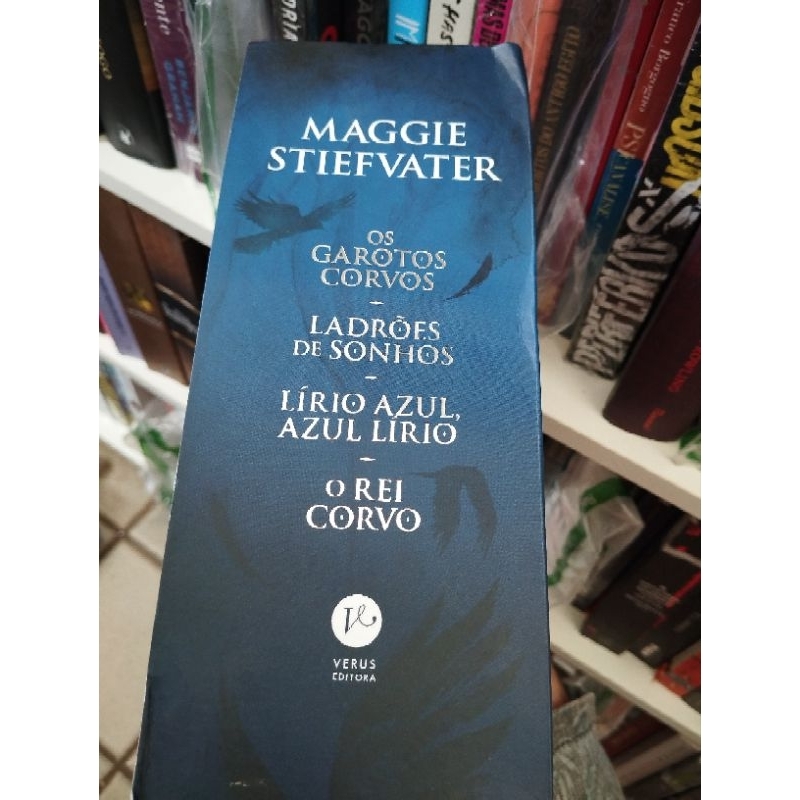 MAGGIE
STIEFVATER
OS
GAROTOS
CORVOS
LADRÕES
DE SONHOS
LÍRIO AZUL,
AZUL LÍRIO
O REI
CORVO
VERUS
EDITORA